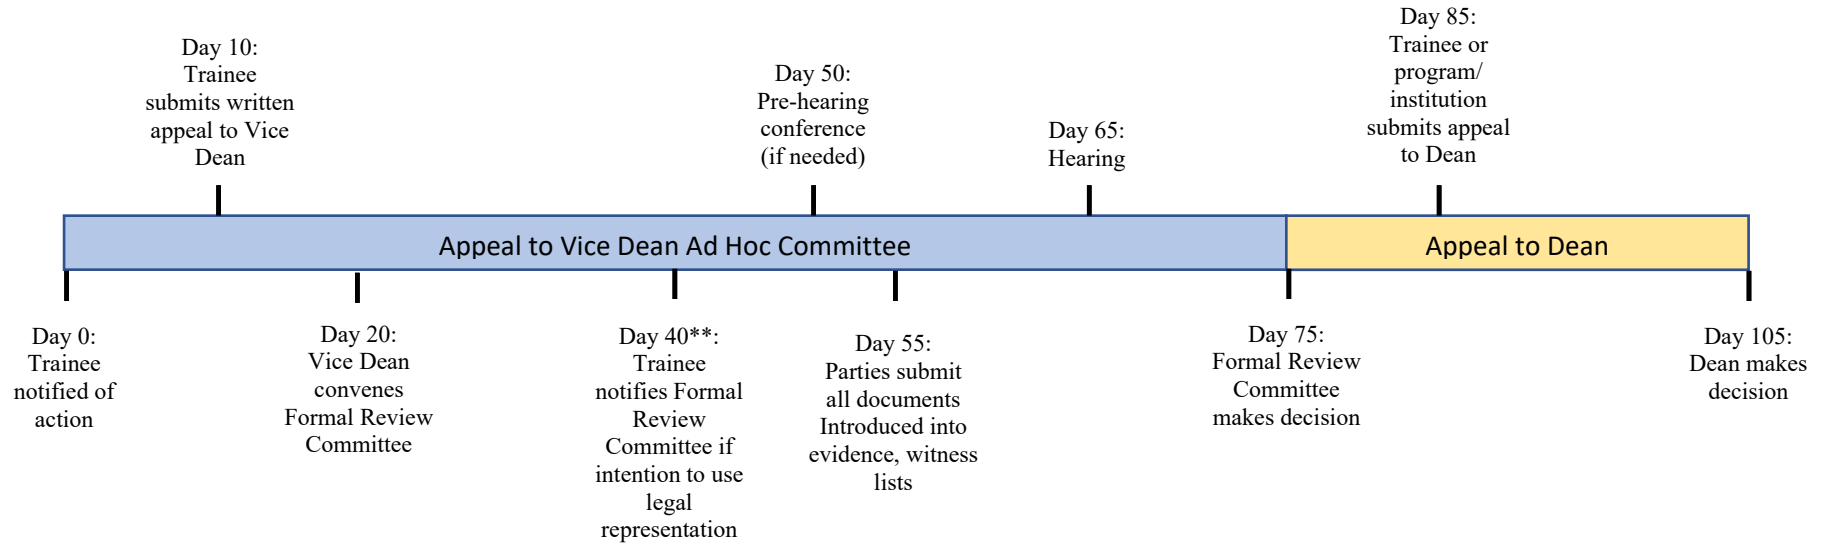 Day 10:
Trainee
submits written
appeal to Vice
Dean
Day 50:
Pre-hearing
conference
(if needed)
Day 65:
Hearing
Day 85:
Trainee or
program/
institution
submits appeal
to Dean
Appeal to Vice Dean Ad Hoc Committee
Appeal to Dean
Day 0:
Trainee
notified of
action
Day 20:
Vice Dean
convenes
Formal Review
Committee
Day 40**:
Trainee
notifies Formal
Review
Committee if
intention to use
legal
representation
Day 55:
Parties submit
all documents
Introduced into
evidence, witness
lists
Day 75:
Formal Review
Committee
makes decision
Day 105:
Dean makes
decision